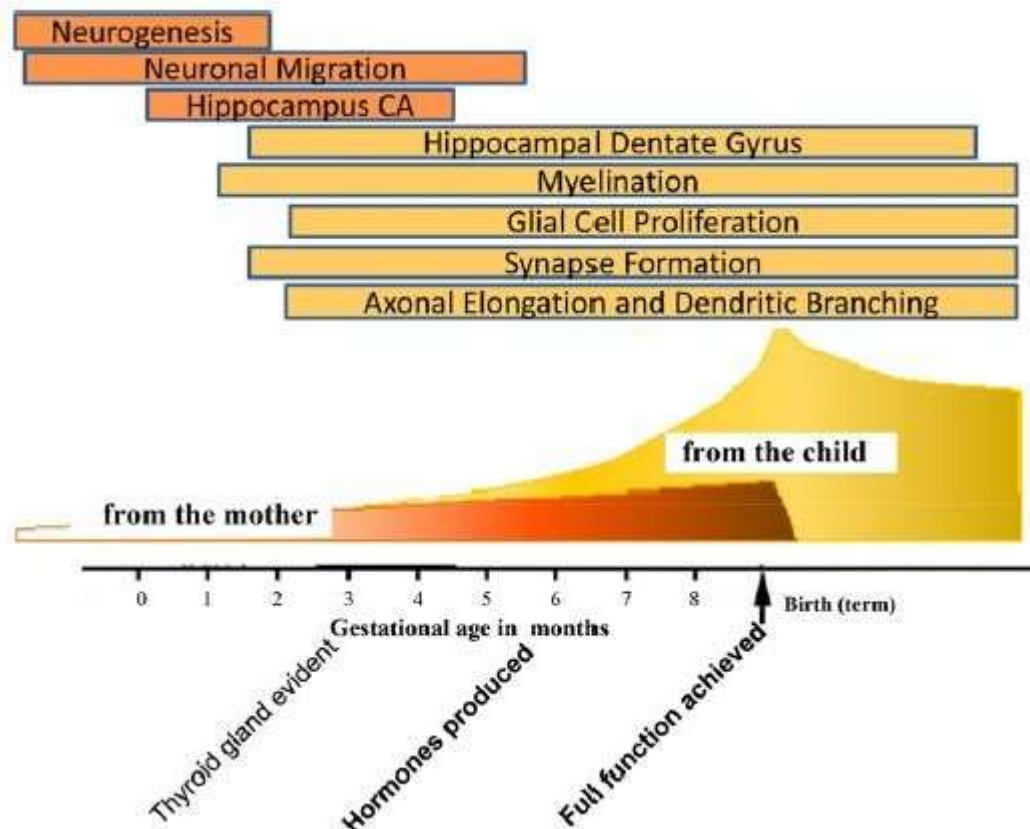 Neurogenesis
Neuronal Migration
Hippocampus CA
Hippocampal Dentate Gyrus
Myelination
Glial Cell Proliferation
Synapse Formation
Axonal Elongation and Dendritic Branching
from the child
from the mother
0 1 2 3 4 5 6 7 8
Birth (term)
Gestational age in months
Thyroid gland evident
Hormones produced
Full function achieved